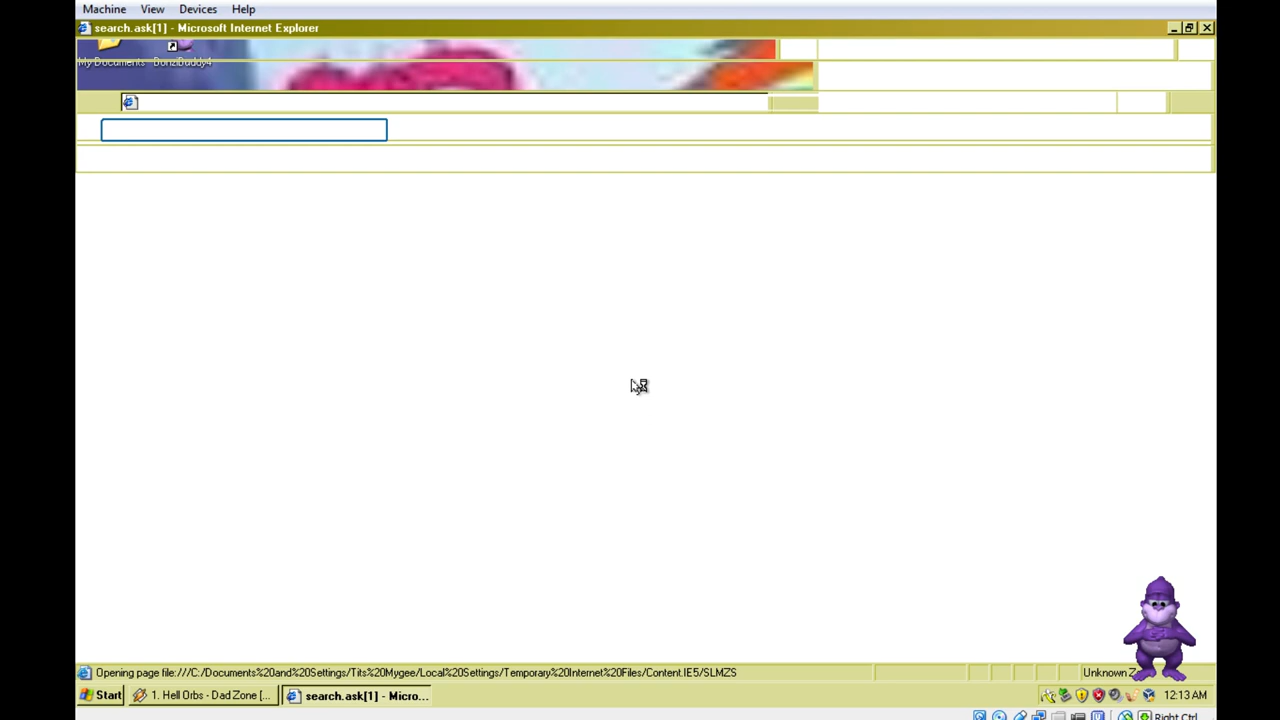 Machine View Devices Help
search.ask[1] - Microsoft Internet Explorer
My Documents BonziBuddy4
Opening page file:///C:/Documents%20and%20Settings/Tits%20Mygee/Local%20Settings/Temporary%20Internet%20Files/Content.IE5/SLMZS
Unknown Z
Start 1. Hell Orbs - Dad Zone [... search.ask[1] - Micro... 12:13 AM
Right Ctrl